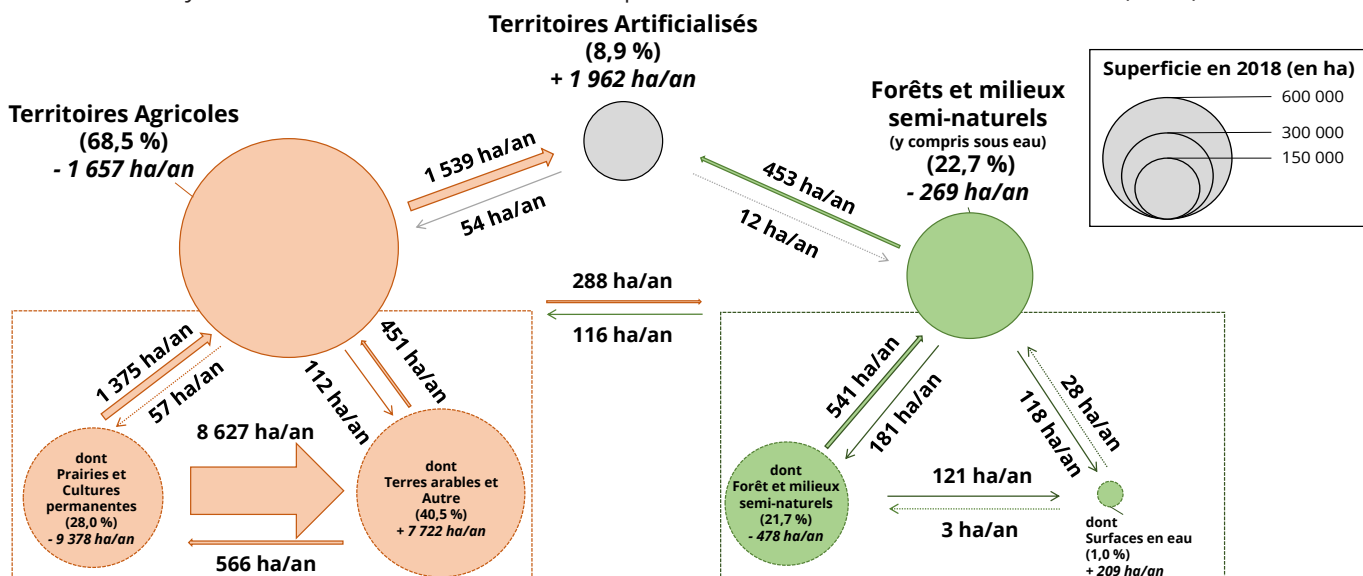 Territoires Artificialisés
(8,9 %)
+ 1 962 ha/an
Territoires Agricoles
(68,5 %)
- 1 657 ha/an
Forêts et milieux
semi-naturels
(y compris sous eau)
(22,7 %)
- 269 ha/an
Superficie en 2018 (en ha)
600 000
300 000
150 000
1 539 ha/an
54 ha/an
453 ha/an
12 ha/an
288 ha/an
116 ha/an
1 375 ha/an
57 ha/an
451 ha/an
112 ha/an
8 627 ha/an
566 ha/an
dont
Prairies et
Cultures
permanentes
(28,0 %)
- 9 378 ha/an
dont
Terres arables et
Autre
(40,5 %)
+ 7 722 ha/an
541 ha/an
181 ha/an
28 ha/an
118 ha/an
121 ha/an
3 ha/an
dont
Forêt et milieux
semi-naturels
(21,7 %)
- 478 ha/an
dont
Surfaces en eau
(1,0 %)
+ 209 ha/an